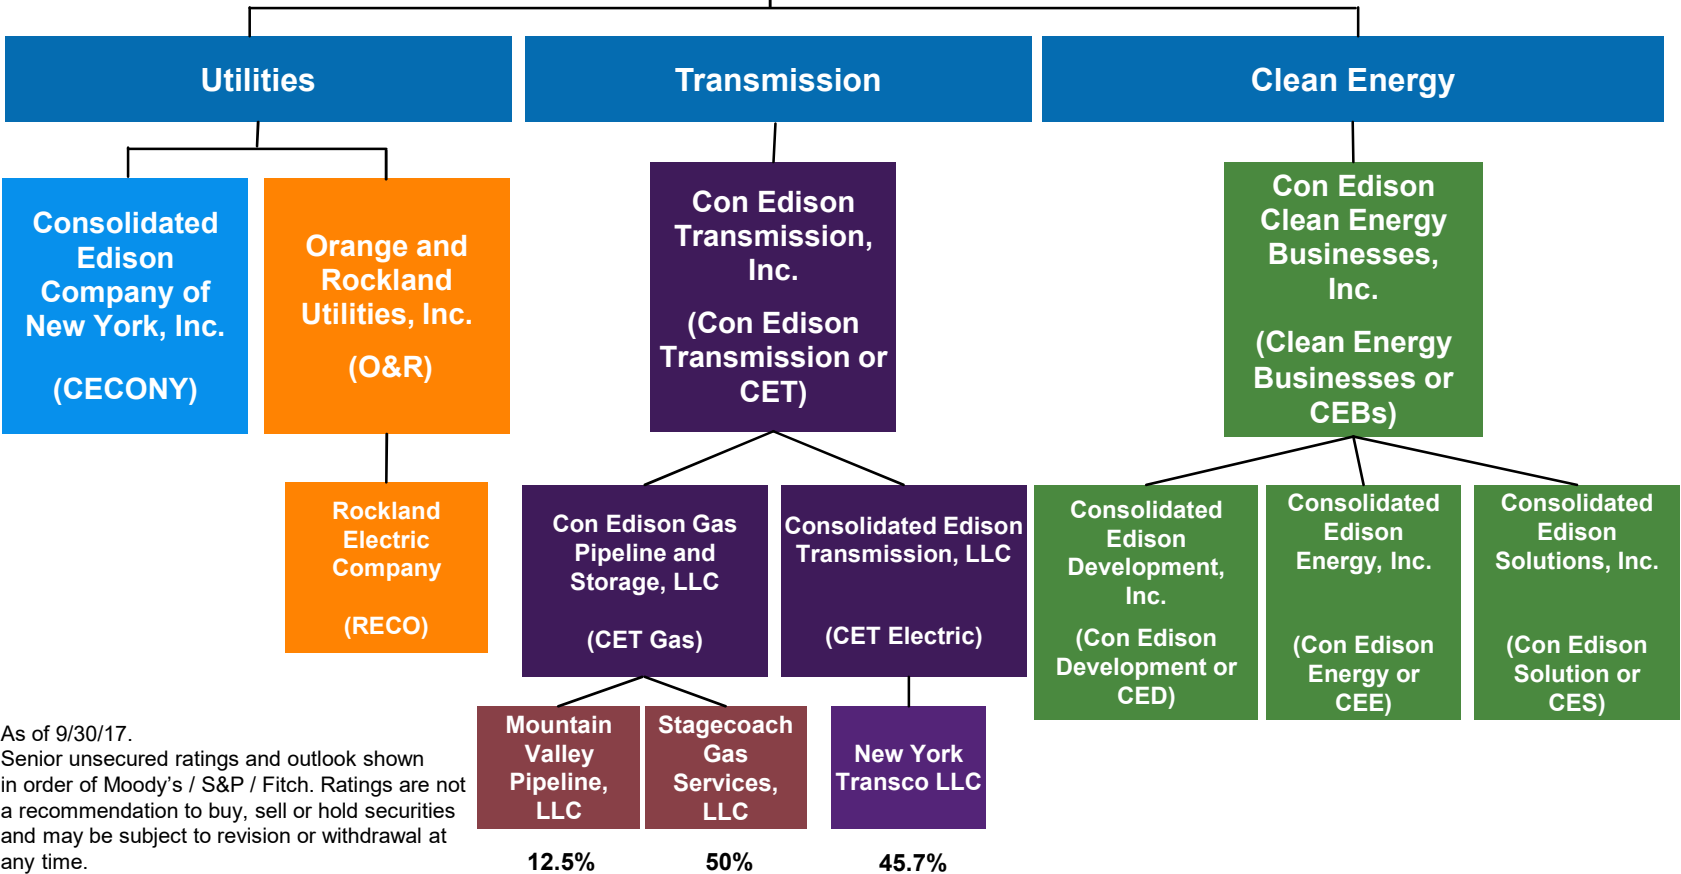 Utilities
Transmission
Clean Energy
Consolidated
Edison
Company of
New York, Inc.
(CECONY)
Orange and
Rockland
Utilities, Inc.
(O&R)
Con Edison
Transmission,
Inc.
(Con Edison
Transmission or
CET)
Con Edison
Clean Energy
Businesses,
Inc.
(Clean Energy
Businesses or
CEBs)
Rockland
Electric
Company
(RECO)
Con Edison Gas
Pipeline and
Storage, LLC
(CET Gas)
Consolidated Edison
Transmission, LLC
(CET Electric)
Consolidated
Edison
Development,
Inc.
(Con Edison
Development or
CED)
Consolidated
Edison
Energy, Inc.
(Con Edison
Energy or
CEE)
Consolidated
Edison
Solutions, Inc.
(Con Edison
Solution or
CES)
Mountain
Valley
Pipeline,
LLC
12.5%
Stagecoach
Gas
Services,
LLC
50%
New York
Transco LLC
45.7%
As of 9/30/17.
Senior unsecured ratings and outlook shown
in order of Moody’s / S&P / Fitch. Ratings are not
a recommendation to buy, sell or hold securities
and may be subject to revision or withdrawal at
any time.